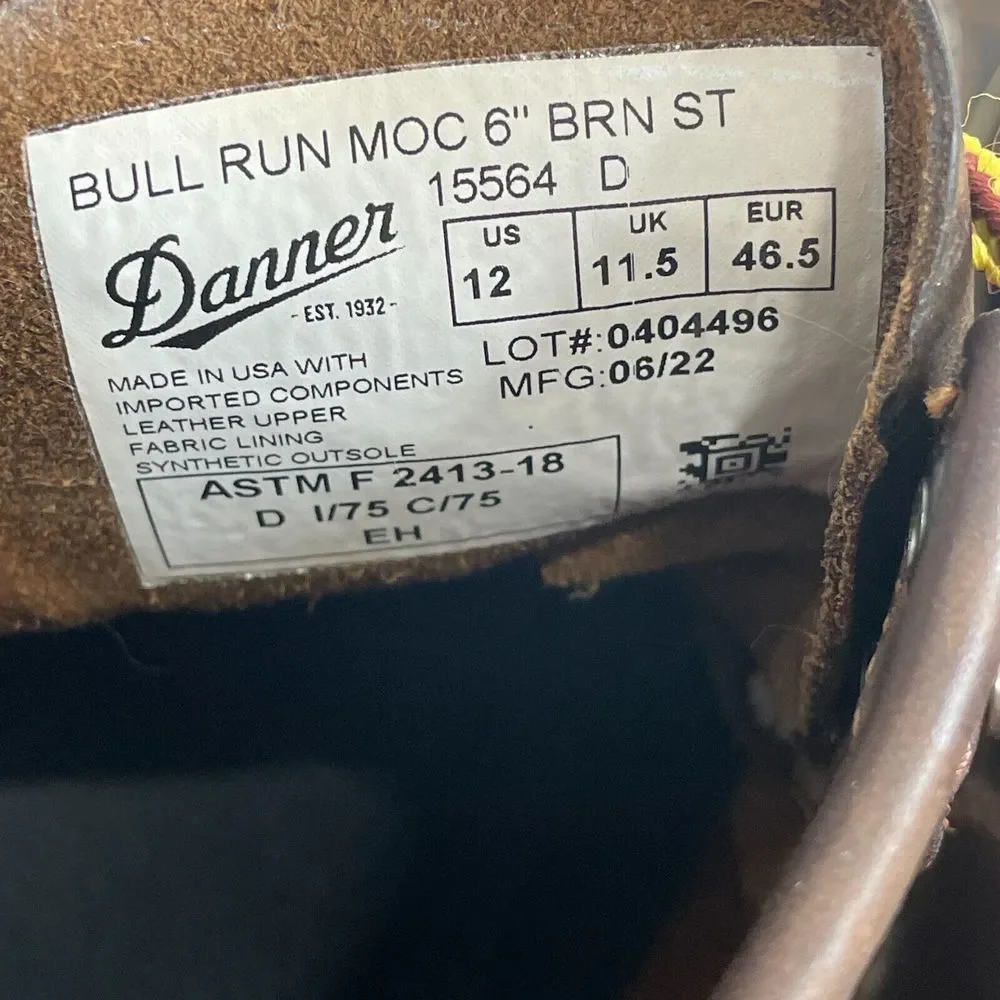 BULL RUN MOC 6" BRN ST
15564 D
Danner
- EST. 1932 -
US UK EUR
12 11.5 46.5
LOT#:0404496
MFG:06/22
MADE IN USA WITH
IMPORTED COMPONENTS
LEATHER UPPER
FABRIC LINING
SYNTHETIC OUTSOLE
ASTM F 2413-18
D I/75 C/75
EH